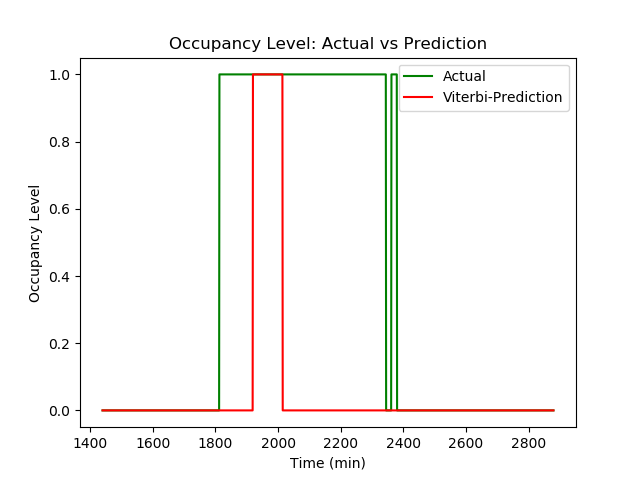 Occupancy Level: Actual vs Prediction
Actual
Viterbi-Prediction
1.0
0.8
0.6
0.4
0.2
0.0
Occupancy Level
1400 1600 1800 2000 2200 2400 2600 2800
Time (min)